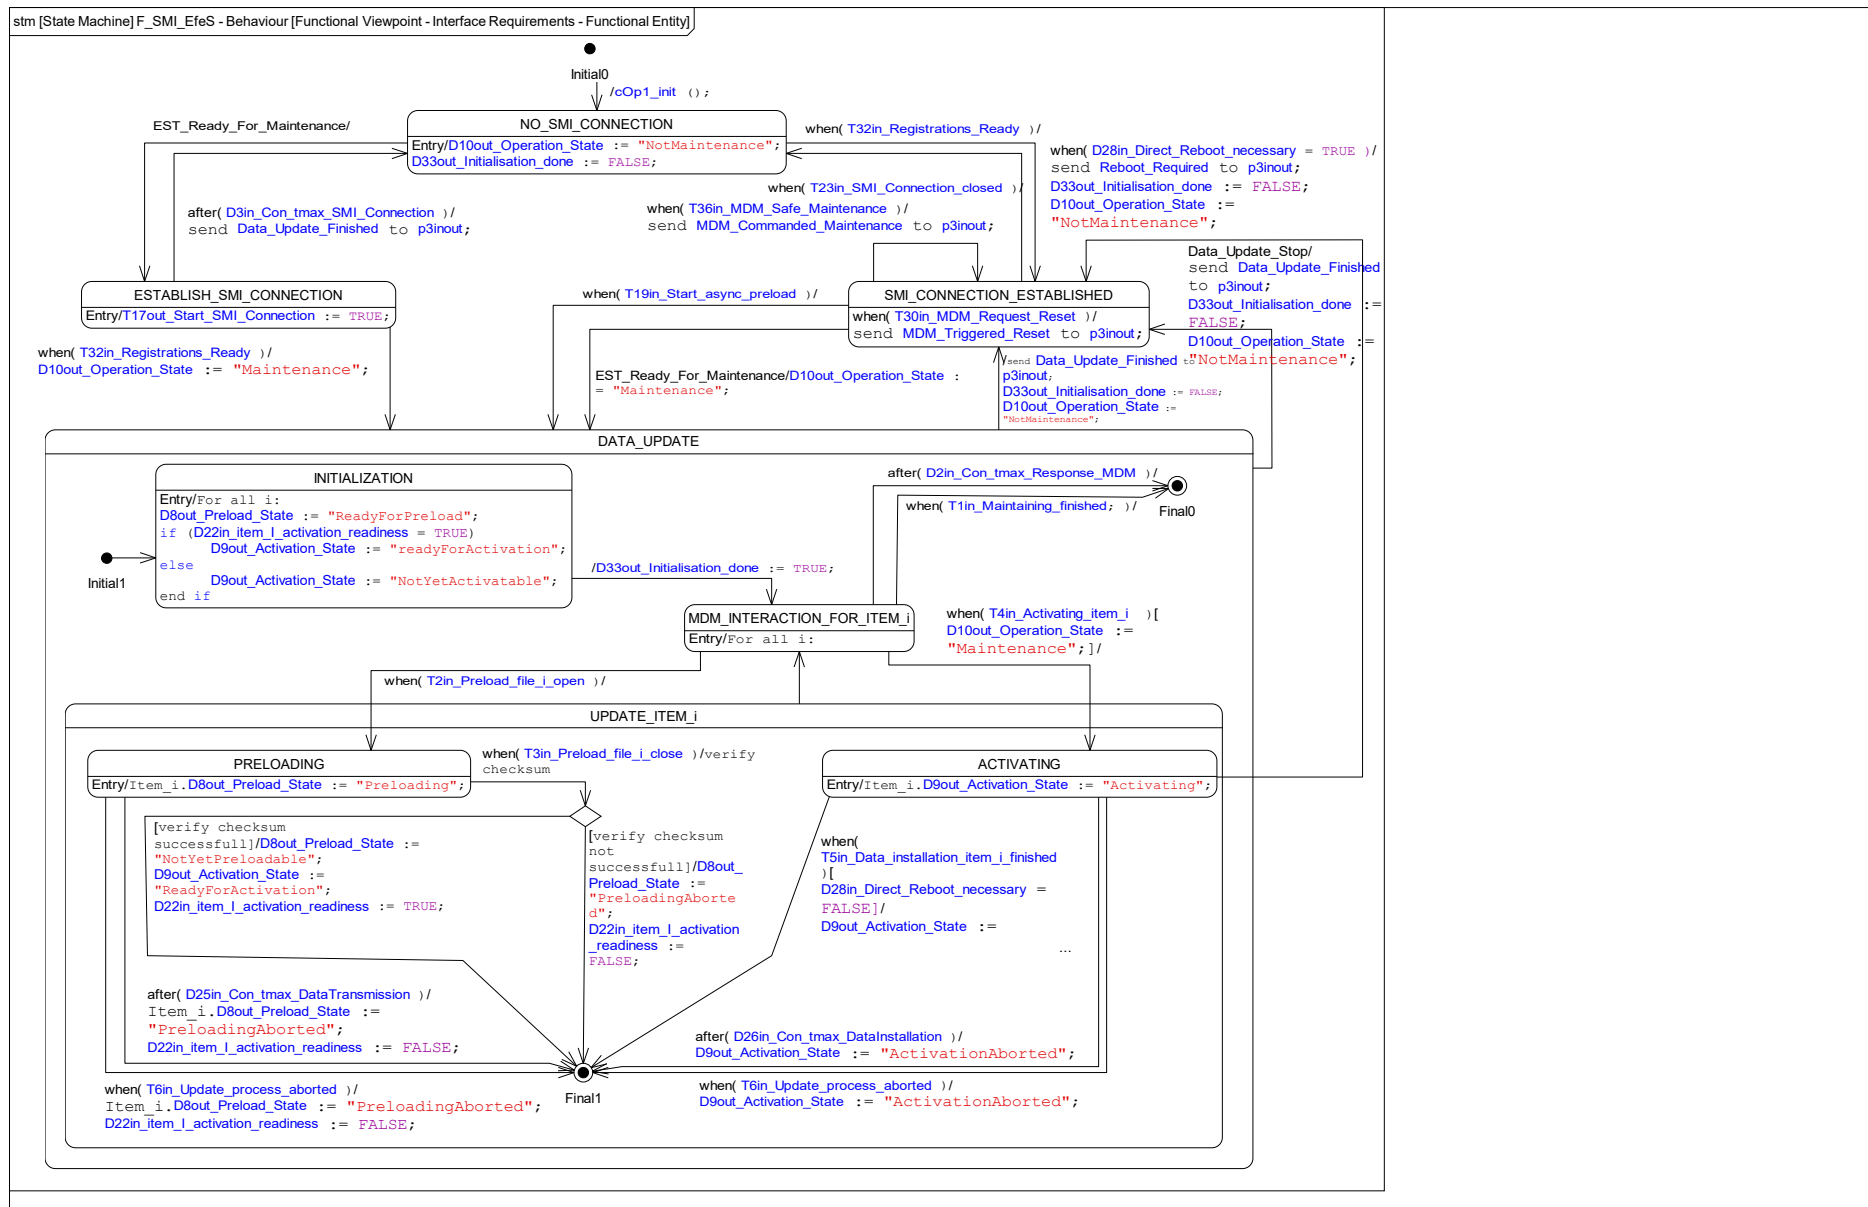 stm [State Machine] F_SMI_EfeS - Behaviour [Functional Viewpoint - Interface Requirements - Functional Entity]
Initial0
/cOp1_init ();
NO_SMI_CONNECTION
Entry/D10out_Operation_State := "NotMaintenance";
D33out_Initialisation_done := FALSE;
EST_Ready_For_Maintenance/
when( T32in_Registrations_Ready )/
when( D28in_Direct_Reboot_necessary = TRUE )/
send Reboot_Required to p3inout;
D33out_Initialisation_done := FALSE;
D10out_Operation_State :=
"NotMaintenance";
when( T23in_SMI_Connection_closed )/
when( T36in_MDM_Safe_Maintenance )/
send MDM_Commanded_Maintenance to p3inout;
after( D3in_Con_tmax_SMI_Connection )/
send Data_Update_Finished to p3inout;
Data_Update_Stop/
send Data_Update_Finished
to p3inout;
D33out_Initialisation_done :=
FALSE;
D10out_Operation_State :=
"NotMaintenance";
ESTABLISH_SMI_CONNECTION
Entry/T17out_Start_SMI_Connection := TRUE;
when( T19in_Start_async_preload )/
SMI_CONNECTION_ESTABLISHED
when( T30in_MDM_Request_Reset )/
send MDM_Triggered_Reset to p3inout;
when( T32in_Registrations_Ready )/
D10out_Operation_State := "Maintenance";
EST_Ready_For_Maintenance/D10out_Operation_State :
= "Maintenance";
/send Data_Update_Finished to
p3inout;
D33out_Initialisation_done := FALSE;
D10out_Operation_State :=
"NotMaintenance";
DATA_UPDATE
INITIALIZATION
Entry/For all i:
D8out_Preload_State := "ReadyForPreload";
if (D22in_item_I_activation_readiness = TRUE)
D9out_Activation_State := "readyForActivation";
else
D9out_Activation_State := "NotYetActivatable";
end if
Initial1
after( D2in_Con_tmax_Response_MDM )/
when( T1in_Maintaining_finished; )/
Final0
/D33out_Initialisation_done := TRUE;
MDM_INTERACTION_FOR_ITEM_i
Entry/For all i:
when( T4in_Activating_item_i )[
D10out_Operation_State :=
"Maintenance";]/
when( T2in_Preload_file_i_open )/
UPDATE_ITEM_i
PRELOADING
Entry/Item_i.D8out_Preload_State := "Preloading";
when( T3in_Preload_file_i_close )/verify
checksum
ACTIVATING
Entry/Item_i.D9out_Activation_State := "Activating";
[verify checksum
successfull]/D8out_Preload_State :=
"NotYetPreloadable";
D9out_Activation_State :=
"ReadyForActivation";
D22in_item_I_activation_readiness := TRUE;
[verify checksum
not
successfull]/D8out_
Preload_State :=
"PreloadingAborte
d";
D22in_item_I_activation
_readiness :=
FALSE;
when(
T5in_Data_installation_item_i_finished
)[
D28in_Direct_Reboot_necessary =
FALSE]/
D9out_Activation_State :=
...
after( D25in_Con_tmax_DataTransmission )/
Item_i.D8out_Preload_State :=
"PreloadingAborted";
D22in_item_I_activation_readiness := FALSE;
after( D26in_Con_tmax_DataInstallation )/
D9out_Activation_State := "ActivationAborted";
when( T6in_Update_process_aborted )/
Item_i.D8out_Preload_State := "PreloadingAborted";
D22in_item_I_activation_readiness := FALSE;
Final1
when( T6in_Update_process_aborted )/
D9out_Activation_State := "ActivationAborted";